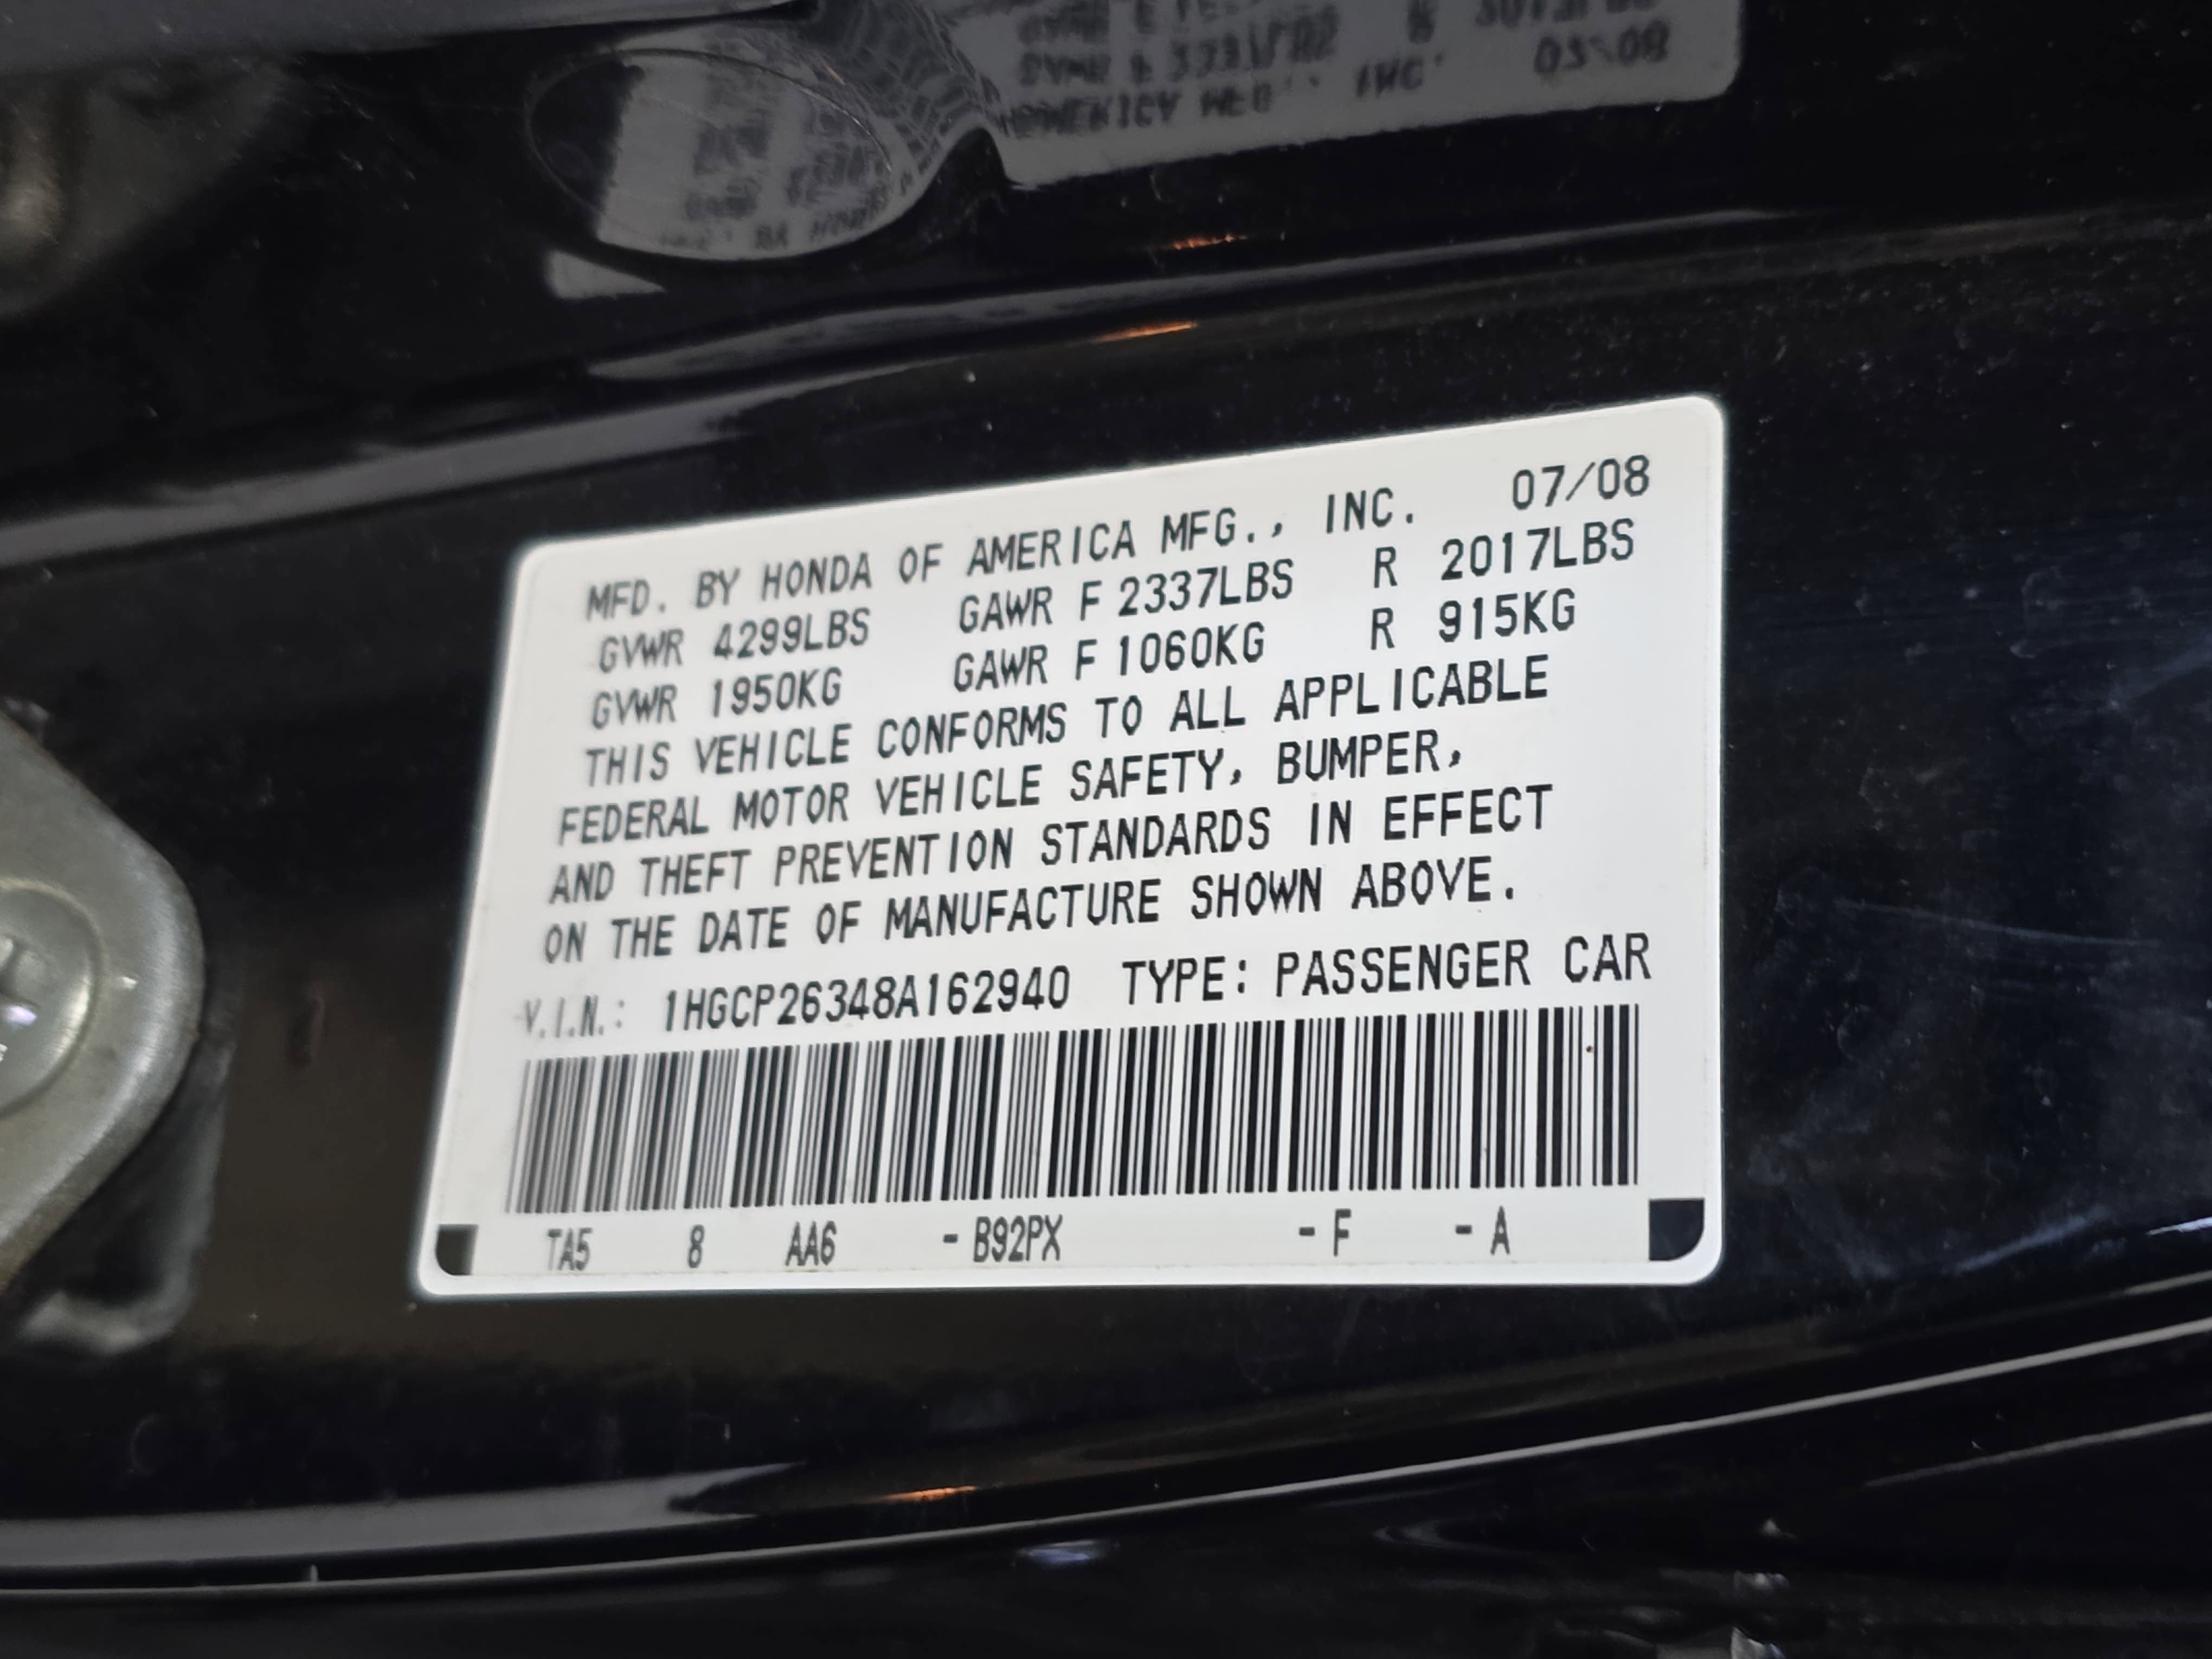 MFD. BY HONDA OF AMERICA MFG., INC. 07/08
GVWR 4299LBS GAWR F 2337LBS R 2017LBS
GVWR 1950KG GAWR F 1060KG R 915KG
THIS VEHICLE CONFORMS TO ALL APPLICABLE
FEDERAL MOTOR VEHICLE SAFETY, BUMPER,
AND THEFT PREVENTION STANDARDS IN EFFECT
ON THE DATE OF MANUFACTURE SHOWN ABOVE.
V.I.N.: 1HGCP26348A162940 TYPE: PASSENGER CAR
TA5 8 AA6 - B92PX - F - A